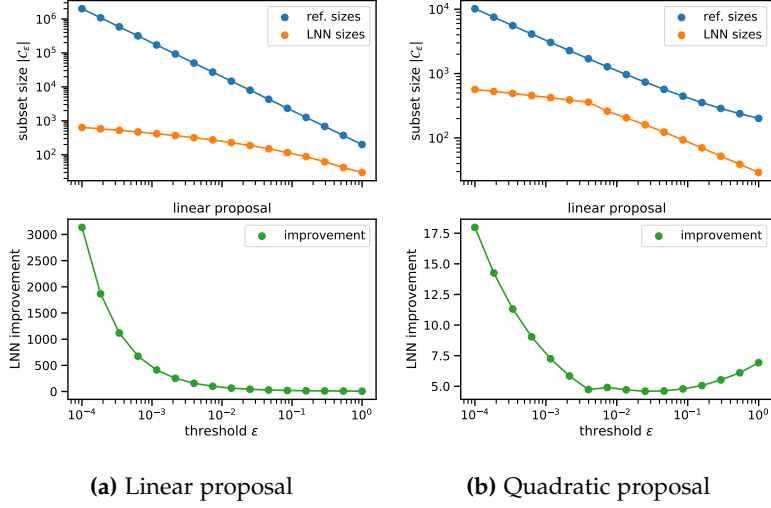 10^6
10^5
10^4
10^3
10^2
subset size |𝒞_ε|
ref. sizes
LNN sizes
10^4
10^3
10^2
subset size |𝒞_ε|
ref. sizes
LNN sizes
linear proposal
3000
2500
2000
1500
1000
500
0
LNN improvement
improvement
10^−4 10^−3 10^−2 10^−1 10^0
threshold ε
linear proposal
17.5
15.0
12.5
10.0
7.5
5.0
LNN improvement
improvement
10^−4 10^−3 10^−2 10^−1 10^0
threshold ε
(a) Linear proposal
(b) Quadratic proposal